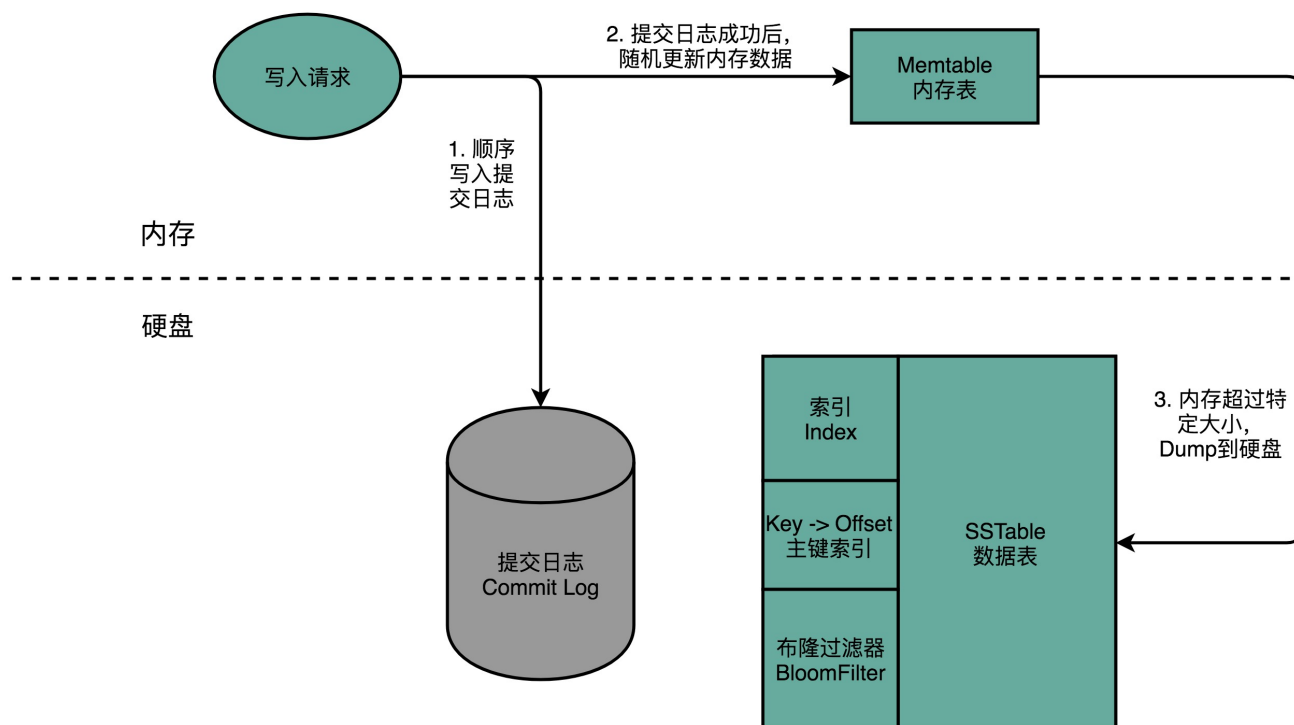 2. 提交日志成功后，
随机更新内存数据
写入请求
Memtable
内存表
1. 顺序
写入提
交日志
内存
硬盘
索引
Index
3. 内存超过特
定大小，
Dump到硬盘
Key -> Offset
主键索引
SSTable
数据表
提交日志
Commit Log
布隆过滤器
BloomFilter